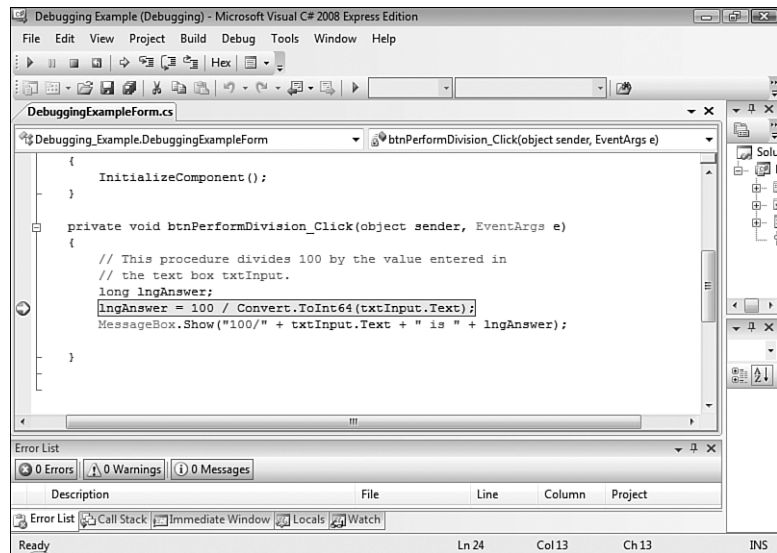 Debugging Example (Debugging) - Microsoft Visual C# 2008 Express Edition
File Edit View Project Build Debug Tools Window Help
Hex
DebuggingExampleForm.cs
Debugging_Example.DebuggingExampleForm
btnPerformDivision_Click(object sender, EventArgs e)
Solu
{
InitializeComponent();
}
private void btnPerformDivision_Click(object sender, EventArgs e)
{
// This procedure divides 100 by the value entered in
// the text box txtInput.
long lngAnswer;
lngAnswer = 100 / Convert.ToInt64(txtInput.Text);
MessageBox.Show("100/" + txtInput.Text + " is " + lngAnswer);
}
Error List
0 Errors 0 Warnings 0 Messages
Description File Line Column Project
Error List Call Stack Immediate Window Locals Watch
Ready Ln 24 Col 13 Ch 13 INS